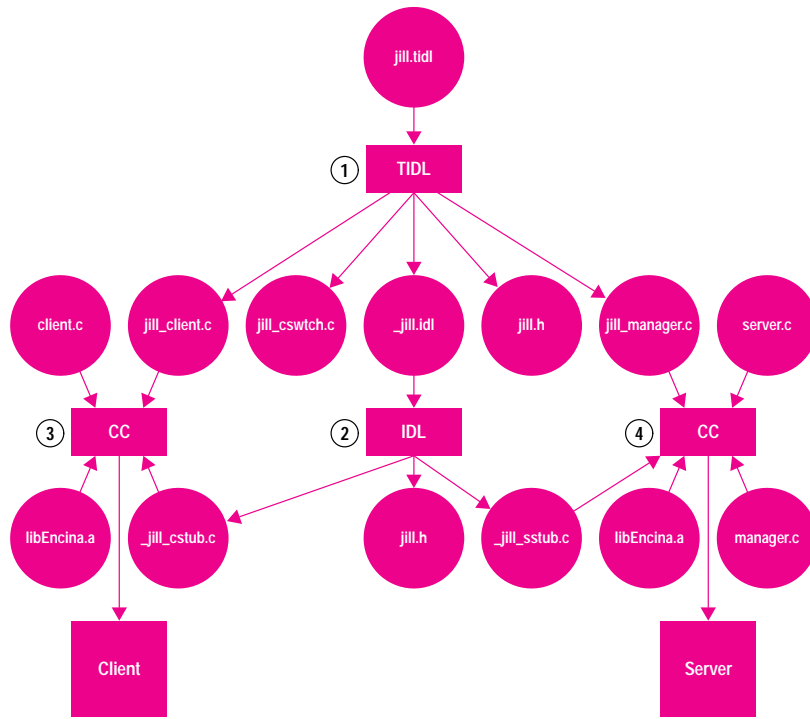 jill.tidl
1
TIDL
client.c
jill_client.c
jill_cswtch.c
_jill.idl
jill.h
jill_manager.c
server.c
3
CC
2
IDL
4
CC
libEncina.a
_jill_cstub.c
jill.h
_jill_sstub.c
libEncina.a
manager.c
Client
Server